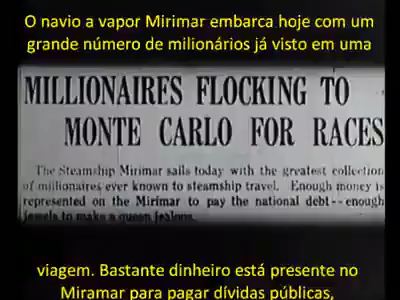 O navio a vapor Mirimar embarca hoje com um
grande número de milionários já visto em uma
MILLIONAIRES FLOCKING TO
MONTE CARLO FOR RACES
The Steamship Mirimar sails today with the greatest collection
of millionaires ever known to steamship travel. Enough money is
represented on the Mirimar to pay the national debt--enough
jewels to make a queen jealous.
viagem. Bastante dinheiro está presente no
Miramar para pagar dívidas públicas,